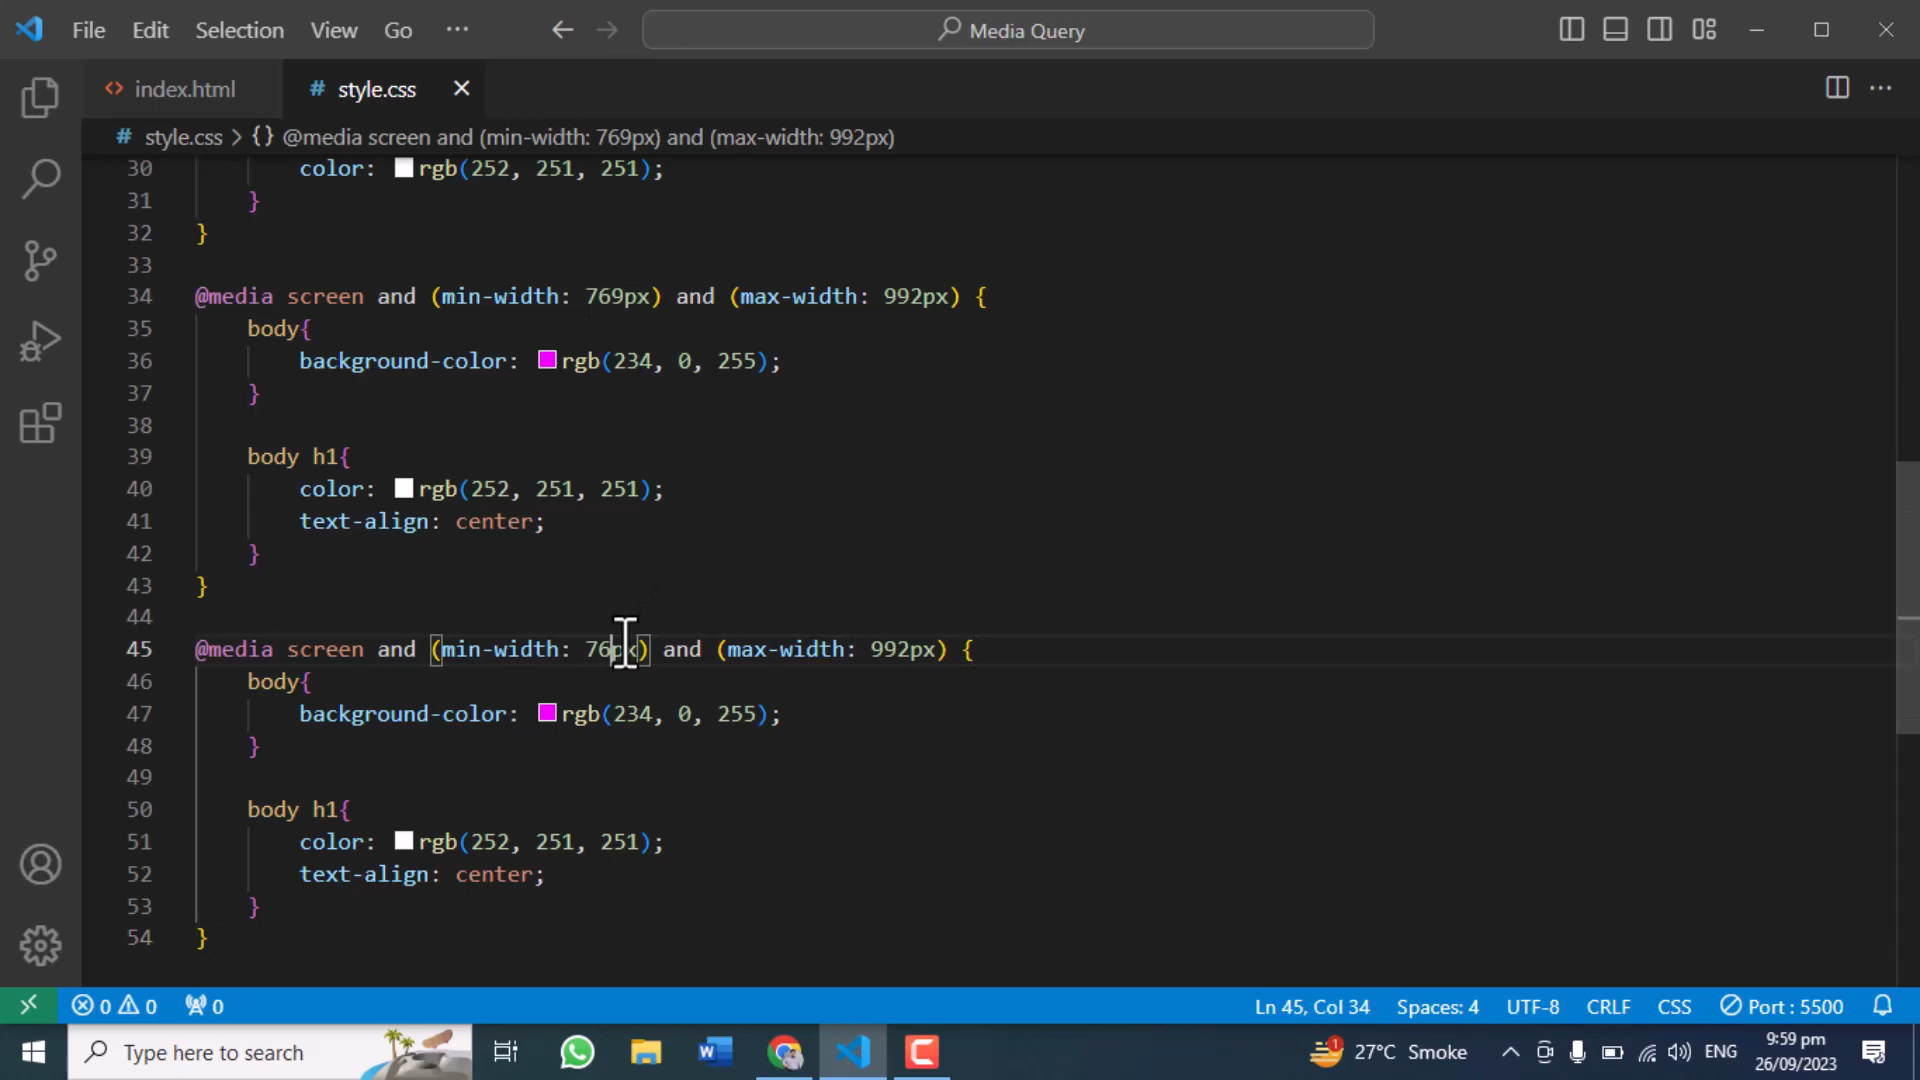 File Edit Selection View Go ···
Media Query
index.html
style.css
style.css > {} @media screen and (min-width: 769px) and (max-width: 992px)
30 color: rgb(252, 251, 251);
31 }
32 }
33
34 @media screen and (min-width: 769px) and (max-width: 992px) {
35 body{
36 background-color: rgb(234, 0, 255);
37 }
38
39 body h1{
40 color: rgb(252, 251, 251);
41 text-align: center;
42 }
43 }
44
45 @media screen and (min-width: 76px) and (max-width: 992px) {
46 body{
47 background-color: rgb(234, 0, 255);
48 }
49
50 body h1{
51 color: rgb(252, 251, 251);
52 text-align: center;
53 }
54 }
0 0 0 Ln 45, Col 34 Spaces: 4 UTF-8 CRLF CSS Port : 5500
Type here to search 1 27°C Smoke ENG 9:59 pm
26/09/2023